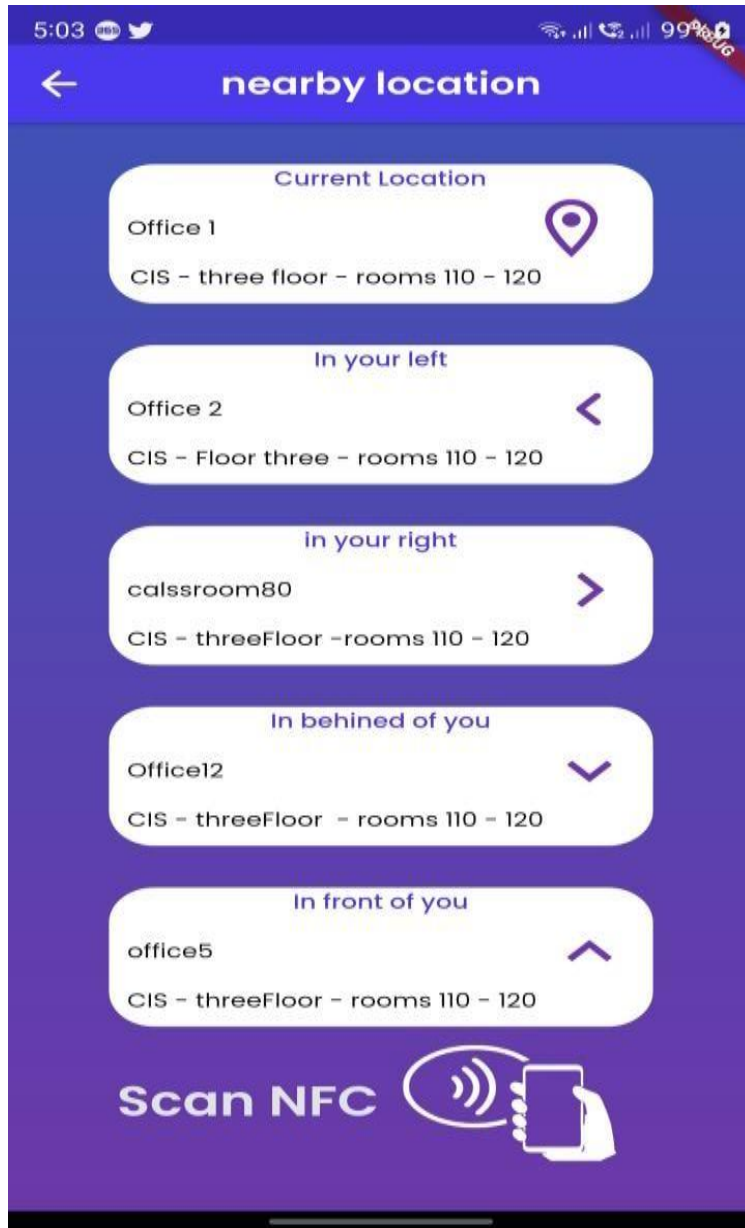 5:03
99%
DEBUG
nearby location
Current Location
Office 1
CIS - three floor - rooms 110 - 120
In your left
Office 2
CIS - Floor three - rooms 110 - 120
in your right
calssroom80
CIS - threeFloor -rooms 110 - 120
In behined of you
Office12
CIS - threeFloor - rooms 110 - 120
In front of you
office5
CIS - threeFloor - rooms 110 - 120
Scan NFC